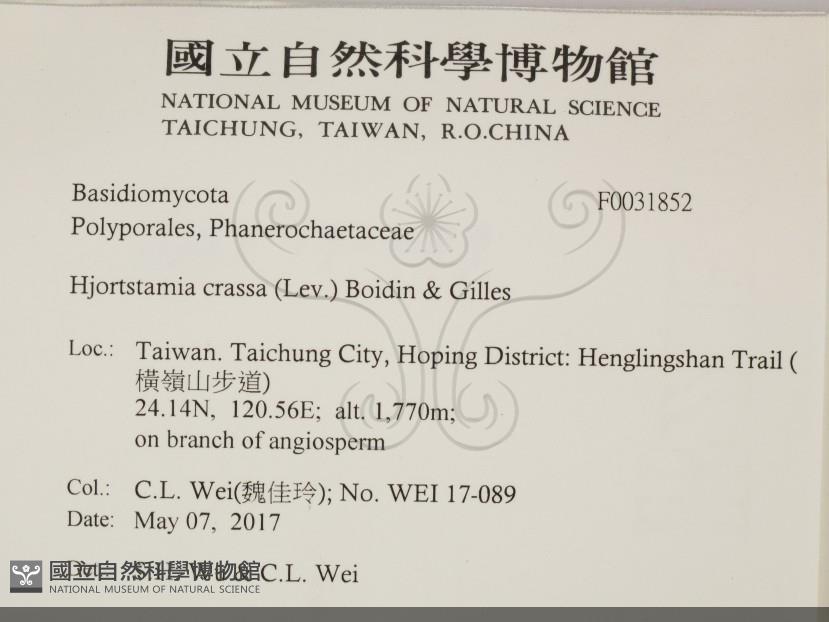 國立自然科學博物館
NATIONAL MUSEUM OF NATURAL SCIENCE
TAICHUNG, TAIWAN, R.O.CHINA
Basidiomycota F0031852
Polyporales, Phanerochaetaceae
Hjortstamia crassa (Lev.) Boidin & Gilles
Loc.: Taiwan. Taichung City, Hoping District: Henglingshan Trail (
橫嶺山步道)
24.14N, 120.56E; alt. 1,770m;
on branch of angiosperm
Col.: C.L. Wei(魏佳玲); No. WEI 17-089
Date: May 07, 2017
C.L. Wei
國立自然科學博物館
NATIONAL MUSEUM OF NATURAL SCIENCE